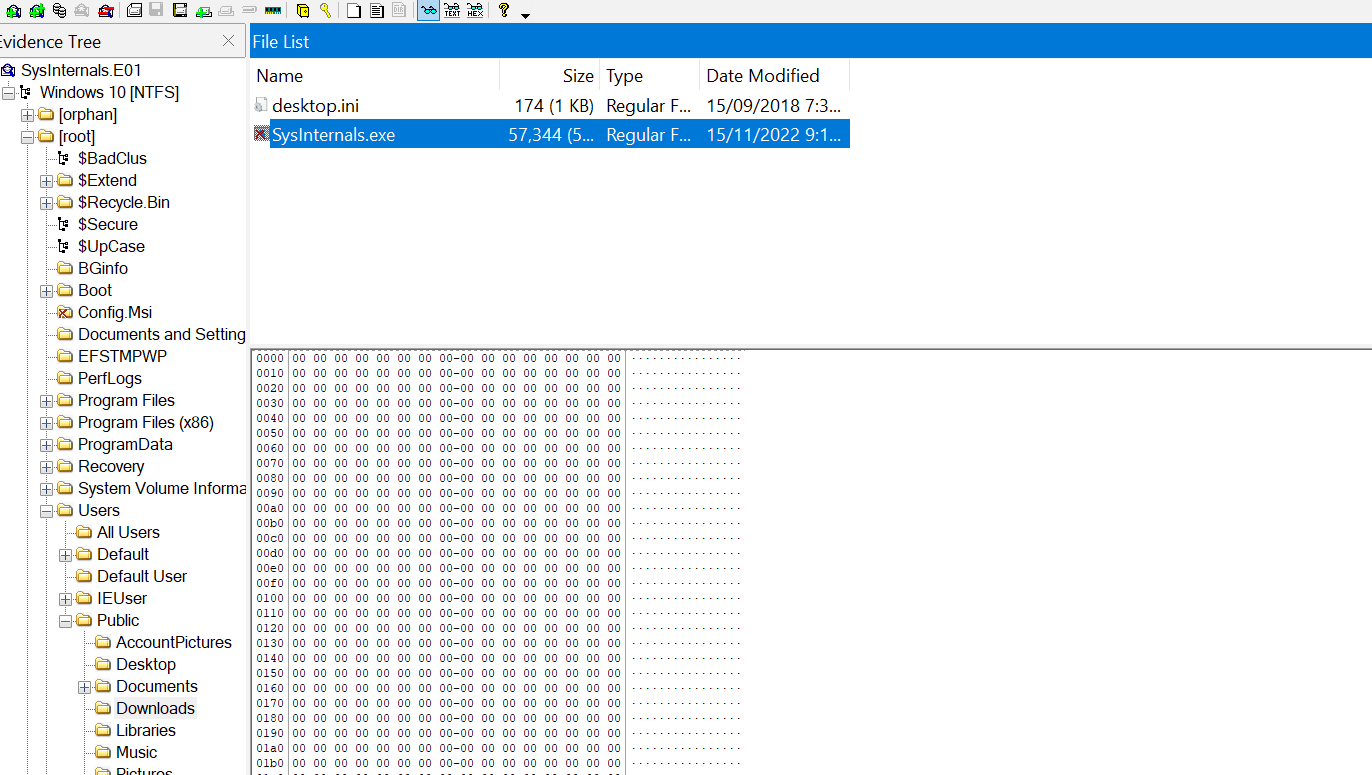 TEXT HEX ?
Evidence Tree
File List
SysInternals.E01
Windows 10 [NTFS]
[orphan]
[root]
$BadClus
$Extend
$Recycle.Bin
$Secure
$UpCase
BGinfo
Boot
Config.Msi
Documents and Setting
EFSTMPWP
PerfLogs
Program Files
Program Files (x86)
ProgramData
Recovery
System Volume Informa
Users
All Users
Default
Default User
IEUser
Public
AccountPictures
Desktop
Documents
Downloads
Libraries
Music
Pictures
Name Size Type Date Modified
desktop.ini 174 (1 KB) Regular F... 15/09/2018 7:3...
SysInternals.exe 57,344 (5... Regular F... 15/11/2022 9:1...
0000 00 00 00 00 00 00 00 00-00 00 00 00 00 00 00 00 ················
0010 00 00 00 00 00 00 00 00-00 00 00 00 00 00 00 00 ················
0020 00 00 00 00 00 00 00 00-00 00 00 00 00 00 00 00 ················
0030 00 00 00 00 00 00 00 00-00 00 00 00 00 00 00 00 ················
0040 00 00 00 00 00 00 00 00-00 00 00 00 00 00 00 00 ················
0050 00 00 00 00 00 00 00 00-00 00 00 00 00 00 00 00 ················
0060 00 00 00 00 00 00 00 00-00 00 00 00 00 00 00 00 ················
0070 00 00 00 00 00 00 00 00-00 00 00 00 00 00 00 00 ················
0080 00 00 00 00 00 00 00 00-00 00 00 00 00 00 00 00 ················
0090 00 00 00 00 00 00 00 00-00 00 00 00 00 00 00 00 ················
00a0 00 00 00 00 00 00 00 00-00 00 00 00 00 00 00 00 ················
00b0 00 00 00 00 00 00 00 00-00 00 00 00 00 00 00 00 ················
00c0 00 00 00 00 00 00 00 00-00 00 00 00 00 00 00 00 ················
00d0 00 00 00 00 00 00 00 00-00 00 00 00 00 00 00 00 ················
00e0 00 00 00 00 00 00 00 00-00 00 00 00 00 00 00 00 ················
00f0 00 00 00 00 00 00 00 00-00 00 00 00 00 00 00 00 ················
0100 00 00 00 00 00 00 00 00-00 00 00 00 00 00 00 00 ················
0110 00 00 00 00 00 00 00 00-00 00 00 00 00 00 00 00 ················
0120 00 00 00 00 00 00 00 00-00 00 00 00 00 00 00 00 ················
0130 00 00 00 00 00 00 00 00-00 00 00 00 00 00 00 00 ················
0140 00 00 00 00 00 00 00 00-00 00 00 00 00 00 00 00 ················
0150 00 00 00 00 00 00 00 00-00 00 00 00 00 00 00 00 ················
0160 00 00 00 00 00 00 00 00-00 00 00 00 00 00 00 00 ················
0170 00 00 00 00 00 00 00 00-00 00 00 00 00 00 00 00 ················
0180 00 00 00 00 00 00 00 00-00 00 00 00 00 00 00 00 ················
0190 00 00 00 00 00 00 00 00-00 00 00 00 00 00 00 00 ················
01a0 00 00 00 00 00 00 00 00-00 00 00 00 00 00 00 00 ················
01b0 00 00 00 00 00 00 00 00-00 00 00 00 00 00 00 00 ················